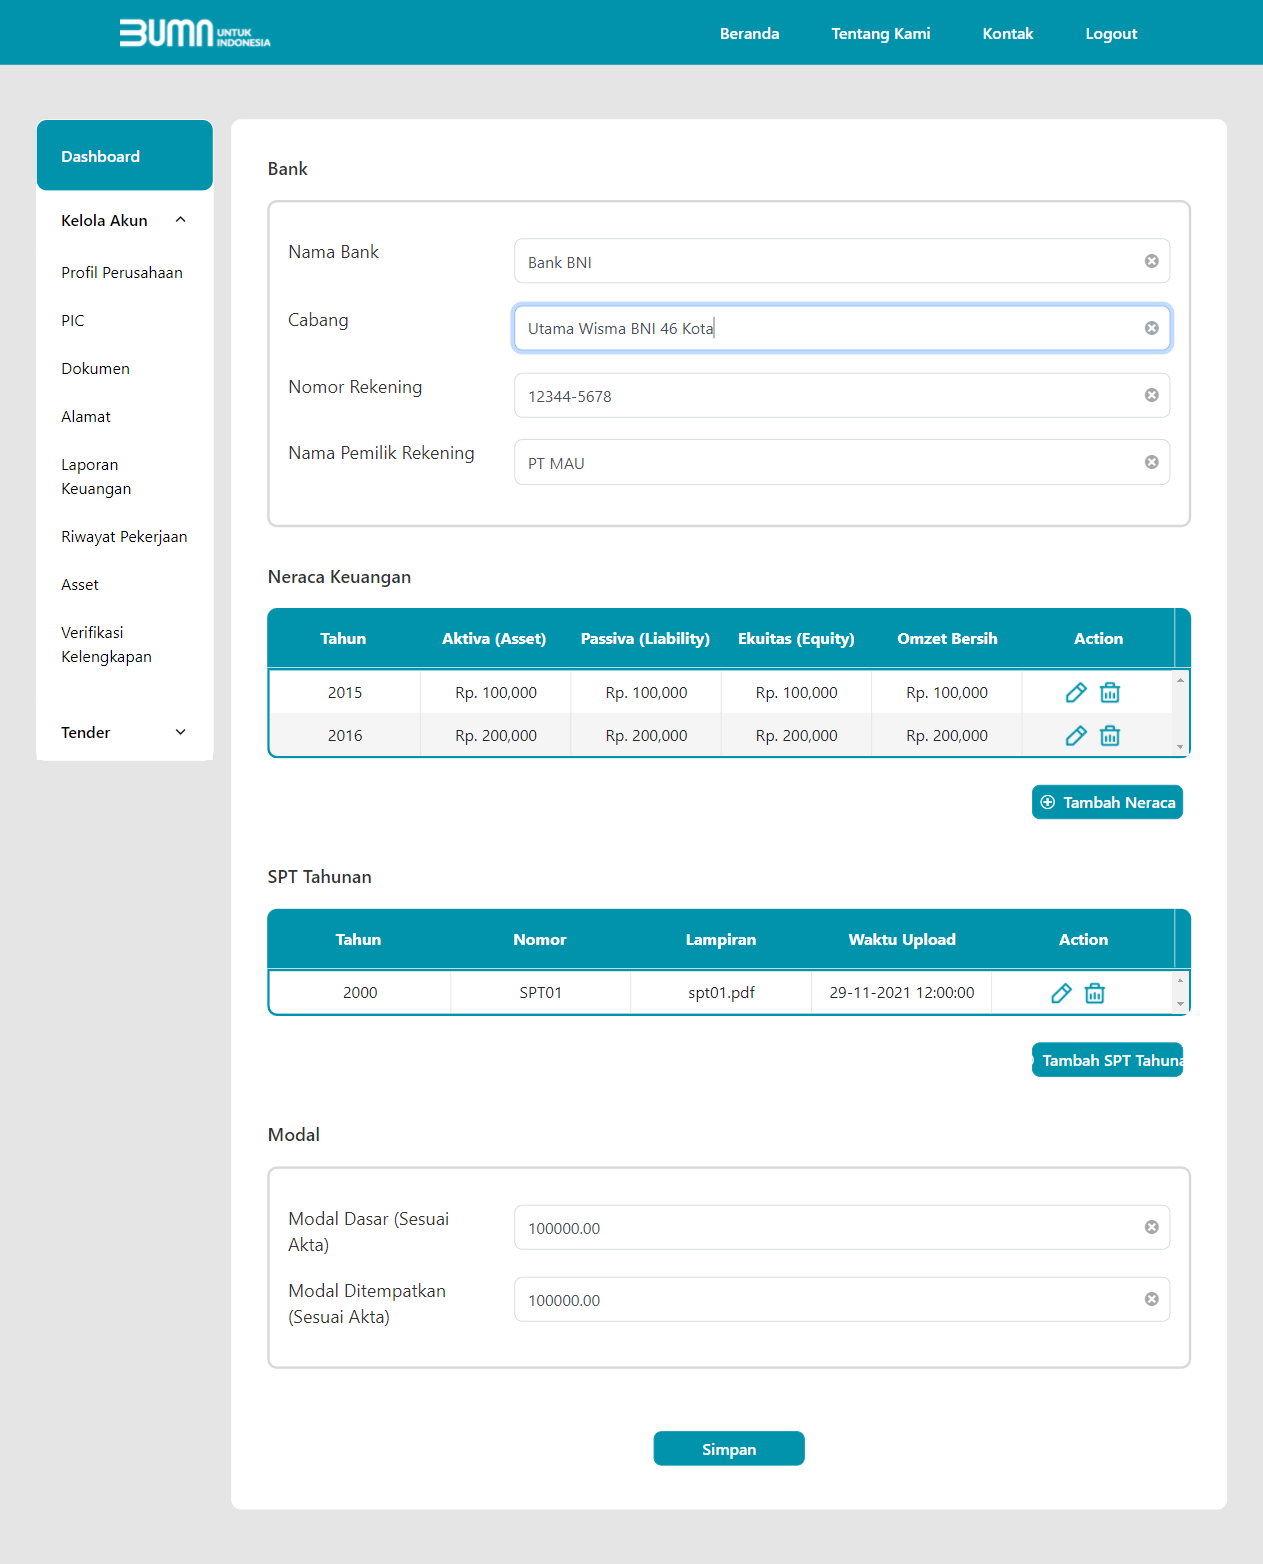 BUMN UNTUK INDONESIA
Beranda Tentang Kami Kontak Logout
Dashboard
Kelola Akun
Profil Perusahaan
PIC
Dokumen
Alamat
Laporan
Keuangan
Riwayat Pekerjaan
Asset
Verifikasi
Kelengkapan
Tender
Bank
Nama Bank Bank BNI
Cabang Utama Wisma BNI 46 Kota
Nomor Rekening 12344-5678
Nama Pemilik Rekening PT MAU
Neraca Keuangan
Tahun Aktiva (Asset) Passiva (Liability) Ekuitas (Equity) Omzet Bersih Action
2015 Rp. 100,000 Rp. 100,000 Rp. 100,000 Rp. 100,000
2016 Rp. 200,000 Rp. 200,000 Rp. 200,000 Rp. 200,000
Tambah Neraca
SPT Tahunan
Tahun Nomor Lampiran Waktu Upload Action
2000 SPT01 spt01.pdf 29-11-2021 12:00:00
Tambah SPT Tahuna
Modal
Modal Dasar (Sesuai
Akta)
100000.00
Modal Ditempatkan
(Sesuai Akta)
100000.00
Simpan